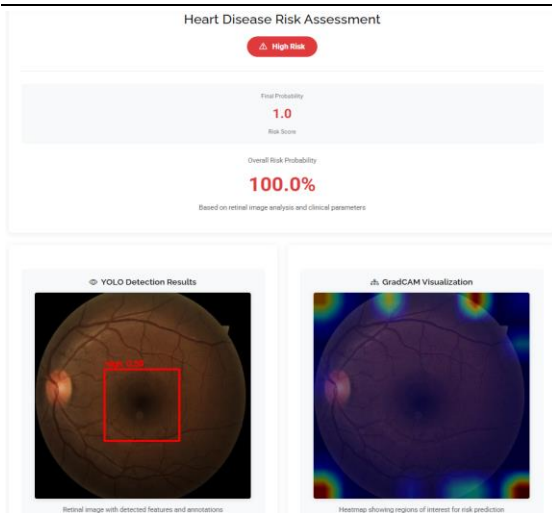 Heart Disease Risk Assessment
⚠ High Risk
Final Probability
1.0
Risk Score
Overall Risk Probability
100.0%
Based on retinal image analysis and clinical parameters
YOLO Detection Results
GradCAM Visualization
Retinal image with detected features and annotations
Heatmap showing regions of interest for risk prediction